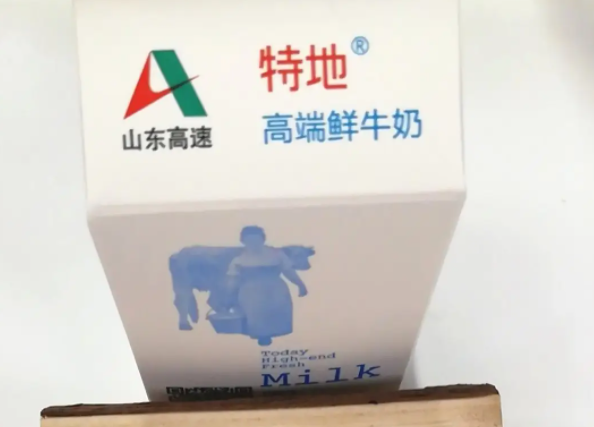 特地®
山东高速
高端鲜牛奶
Today
High-end
Fresh
Milk